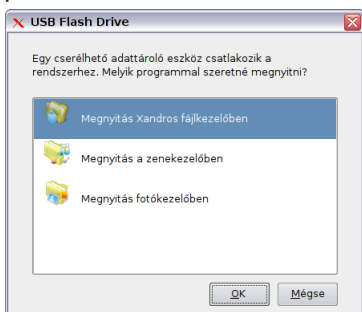 USB Flash Drive
Egy cserélhető adattároló eszköz csatlakozik a
rendszerhez. Melyik programmal szeretné megnyitni?
Megnyitás Xandros fájlkezelőben
Megnyitás a zenekezelőben
Megnyitás fotókezelőben
OK
Mégse